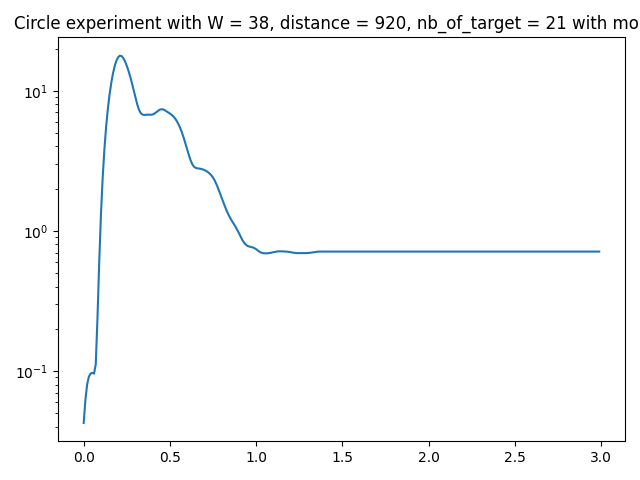 Circle experiment with W = 38, distance = 920, nb_of_target = 21 with mo
10¹
10⁰
10⁻¹
0.0 0.5 1.0 1.5 2.0 2.5 3.0